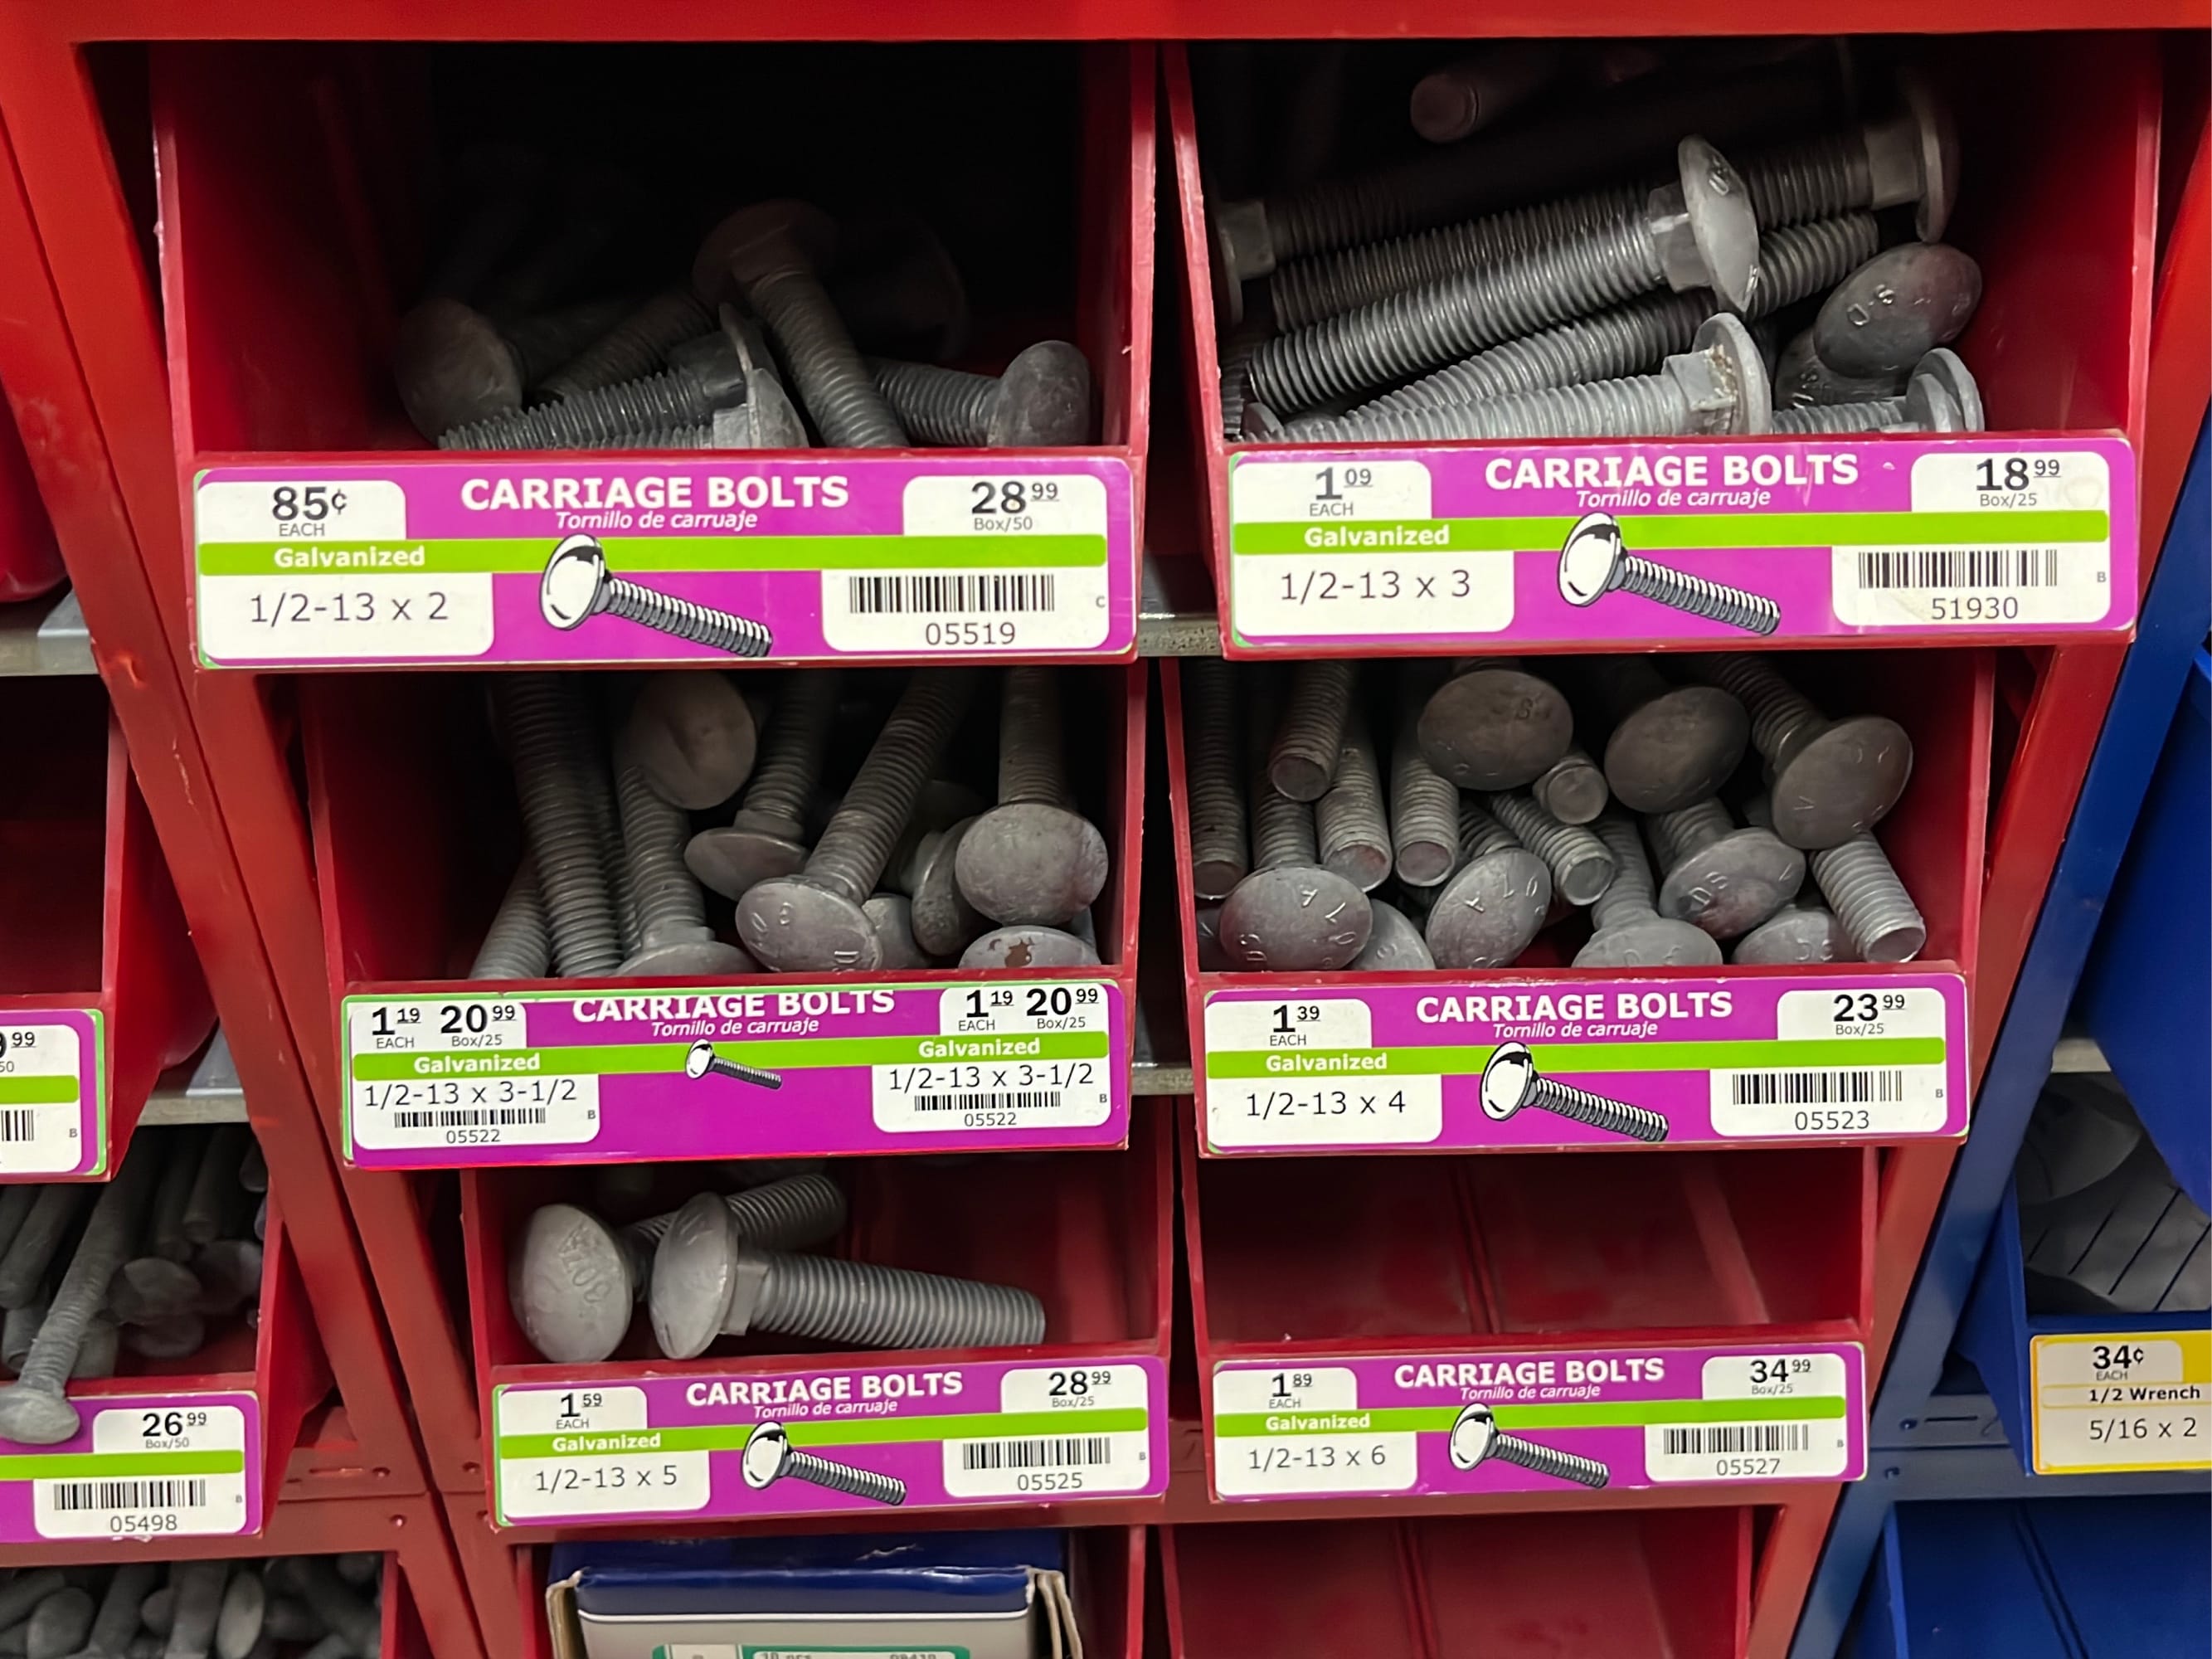 85¢
EACH
CARRIAGE BOLTS
Tornillo de carruaje
28 99
Box/50
Galvanized
1/2-13 x 2
05519
C
1 09
EACH
CARRIAGE BOLTS
Tornillo de carruaje
18 99
Box/25
Galvanized
1/2-13 x 3
51930
B
1 19 20 99
EACH Box/25
CARRIAGE BOLTS
Tornillo de carruaje
1 19 20 99
EACH Box/25
Galvanized
Galvanized
1/2-13 x 3-1/2
05522
B
1/2-13 x 3-1/2
05522
B
1 39
EACH
CARRIAGE BOLTS
Tornillo de carruaje
23 99
Box/25
Galvanized
1/2-13 x 4
05523
B
99
B
1 59
EACH
CARRIAGE BOLTS
Tornillo de carruaje
28 99
Box/25
Galvanized
1/2-13 x 5
05525
B
1 89
EACH
CARRIAGE BOLTS
Tornillo de carruaje
34 99
Box/25
Galvanized
1/2-13 x 6
05527
B
26 99
Box/50
05498
B
34¢
EACH
1/2 Wrench
5/16 x 2